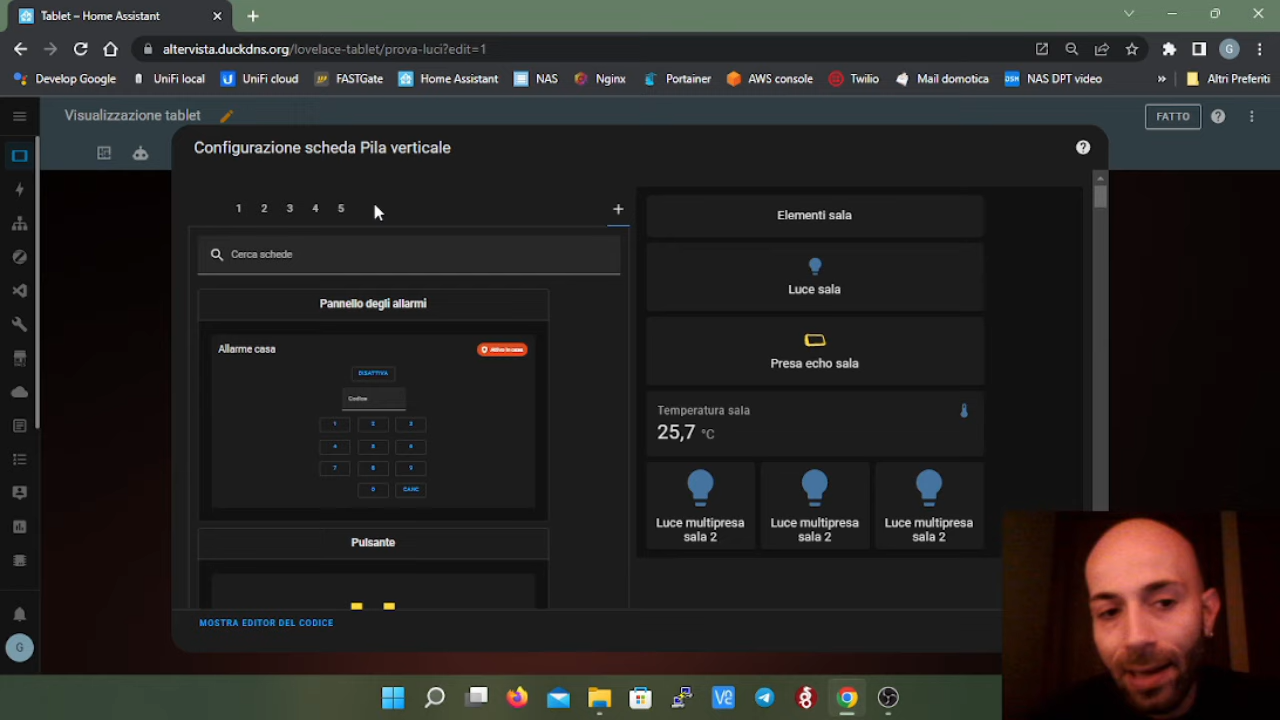 Tablet – Home Assistant
altervista.duckdns.org/lovelace-tablet/prova-luci?edit=1
G
Develop Google
UniFi local
UniFi cloud
FASTGate
Home Assistant
NAS
Nginx
Portainer
AWS console
Twilio
Mail domotica
DSM
NAS DPT video
»
Altri Preferiti
Visualizzazione tablet
FATTO
Configurazione scheda Pila verticale
1 2 3 4 5 +
Cerca schede
Pannello degli allarmi
Allarme casa
DISATTIVA
Codice
1 2 3
4 5 6
7 8 9
0 CANC
Pulsante
MOSTRA EDITOR DEL CODICE
Elementi sala
Luce sala
Presa echo sala
Temperatura sala
25,7 °C
Luce multipresa sala 2
Luce multipresa sala 2
Luce multipresa sala 2
G